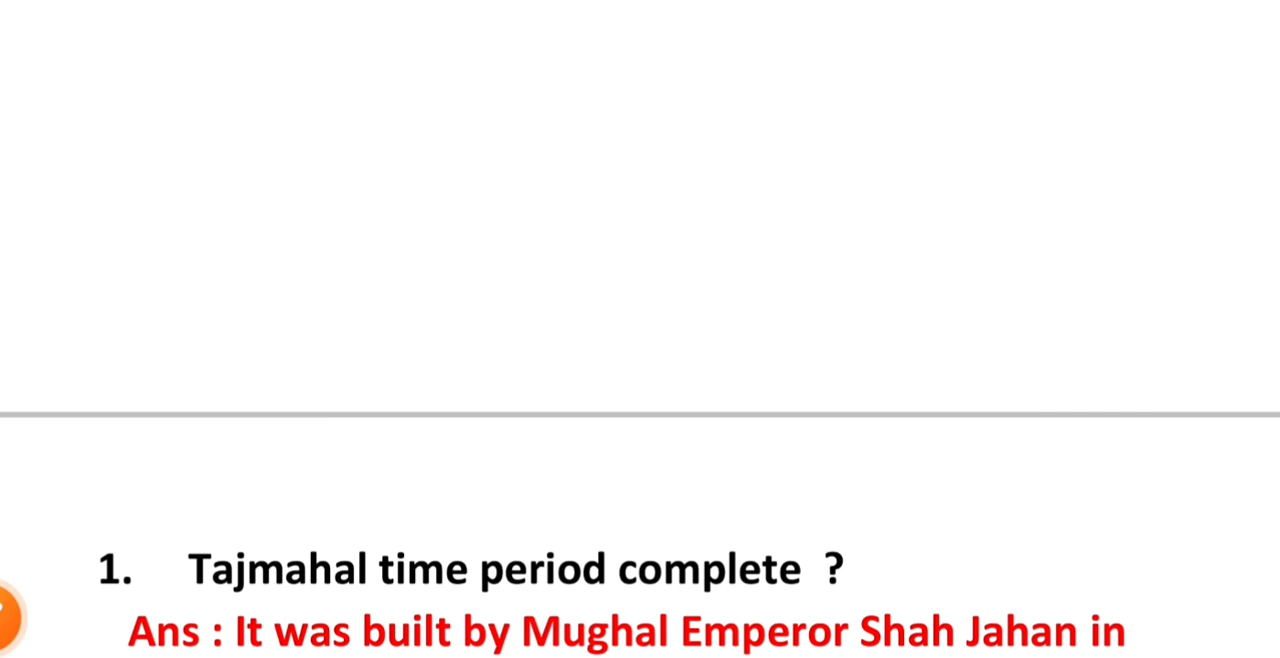 1. Tajmahal time period complete ?
Ans : It was built by Mughal Emperor Shah Jahan in